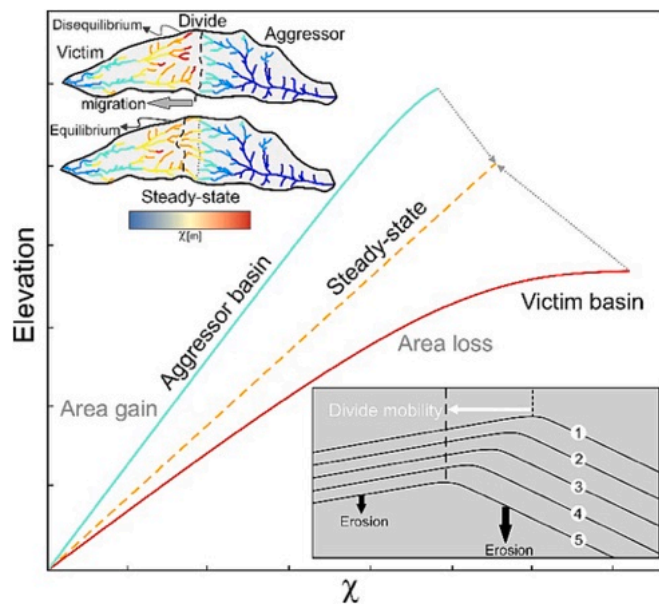 Disequilibrium
Divide
Aggressor
Victim
migration
Equilibrium
Steady-state
χ[m]
Elevation
Aggressor basin
Steady-state
Victim basin
Area gain
Area loss
Divide mobility
1
2
3
4
5
Erosion
Erosion
χ